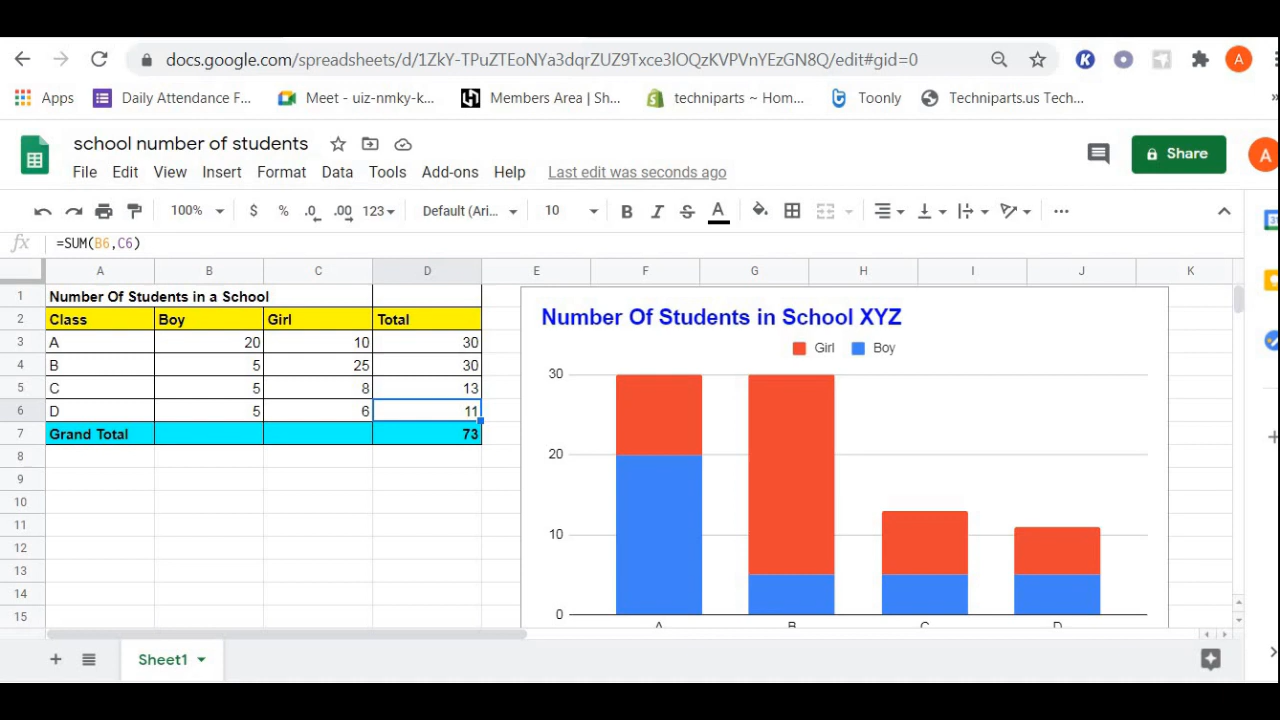 docs.google.com/spreadsheets/d/1ZkY-TPuZTEoNYa3dqrZUZ9Txce3lOQzKVPVnYEzGN8Q/edit#gid=0
K
A
Apps
Daily Attendance F...
Meet - uiz-nmky-k...
Members Area | Sh...
techniparts ~ Hom...
Toonly
Techniparts.us Tech...
»
school number of students
Share
A
File Edit View Insert Format Data Tools Add-ons Help Last edit was seconds ago
100% $ % .0 .00 123 Default (Ari... 10 B I S A
fx =SUM(B6,C6)
A B C D E F G H I J K
1 Number Of Students in a School
2 Class Boy Girl Total
3 A 20 10 30
4 B 5 25 30
5 C 5 8 13
6 D 5 6 11
7 Grand Total 73
8
9
10
11
12
13
14
15
Number Of Students in School XYZ
Girl Boy
30
20
10
0
A B C D
Sheet1